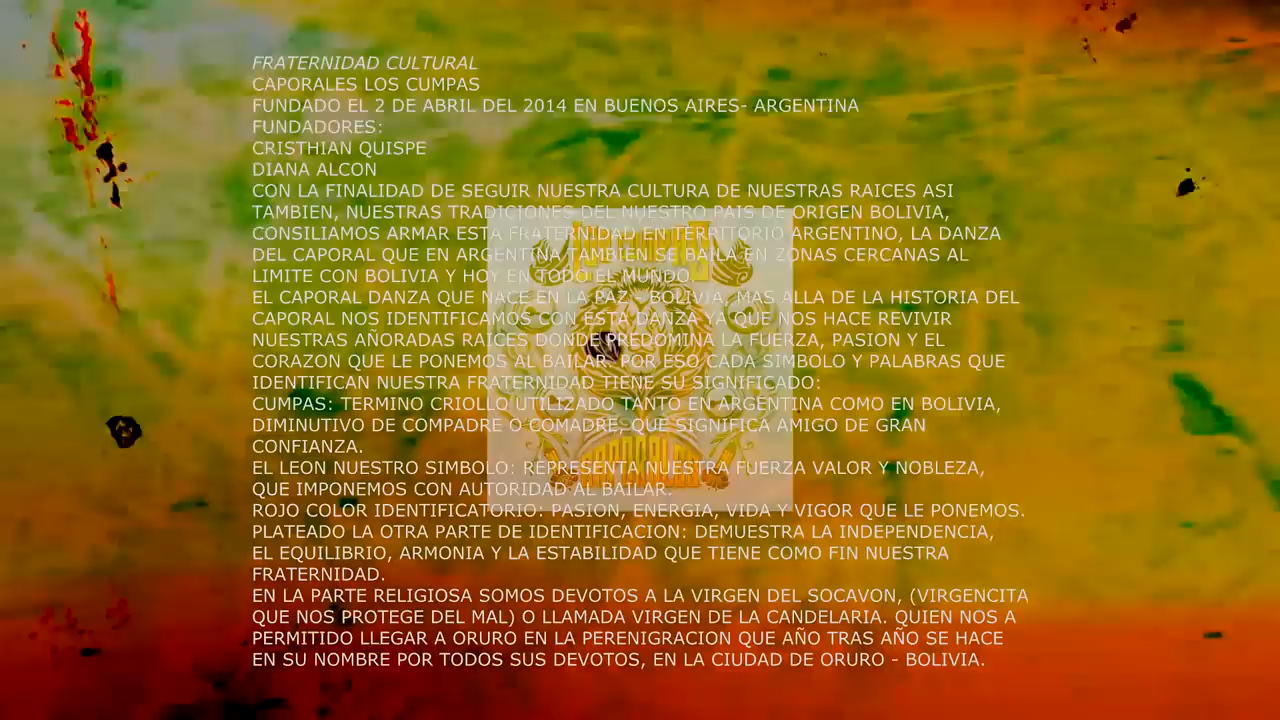 FRATERNIDAD CULTURAL
CAPORALES LOS CUMPAS
FUNDADO EL 2 DE ABRIL DEL 2014 EN BUENOS AIRES- ARGENTINA
FUNDADORES:
CRISTHIAN QUISPE
DIANA ALCON
CON LA FINALIDAD DE SEGUIR NUESTRA CULTURA DE NUESTRAS RAICES ASI
TAMBIEN, NUESTRAS TRADICIONES DEL NUESTRO PAIS DE ORIGEN BOLIVIA,
CONSILIAMOS ARMAR ESTA FRATERNIDAD EN TERRITORIO ARGENTINO, LA DANZA
DEL CAPORAL QUE EN ARGENTINA TAMBIEN SE BAILA EN ZONAS CERCANAS AL
LIMITE CON BOLIVIA Y HOY EN TODO EL MUNDO.
EL CAPORAL DANZA QUE NACE EN LA PAZ - BOLIVIA, MAS ALLA DE LA HISTORIA DEL
CAPORAL NOS IDENTIFICAMOS CON ESTA DANZA YA QUE NOS HACE REVIVIR
NUESTRAS AÑORADAS RAICES DONDE PREDOMINA LA FUERZA, PASION Y EL
CORAZON QUE LE PONEMOS AL BAILAR. POR ESO CADA SIMBOLO Y PALABRAS QUE
IDENTIFICAN NUESTRA FRATERNIDAD TIENE SU SIGNIFICADO:
CUMPAS: TERMINO CRIOLLO UTILIZADO TANTO EN ARGENTINA COMO EN BOLIVIA,
DIMINUTIVO DE COMPADRE O COMADRE, QUE SIGNIFICA AMIGO DE GRAN
CONFIANZA.
EL LEON NUESTRO SIMBOLO: REPRESENTA NUESTRA FUERZA VALOR Y NOBLEZA,
QUE IMPONEMOS CON AUTORIDAD AL BAILAR.
ROJO COLOR IDENTIFICATORIO: PASION, ENERGIA, VIDA Y VIGOR QUE LE PONEMOS.
PLATEADO LA OTRA PARTE DE IDENTIFICACION: DEMUESTRA LA INDEPENDENCIA,
EL EQUILIBRIO, ARMONIA Y LA ESTABILIDAD QUE TIENE COMO FIN NUESTRA
FRATERNIDAD.
EN LA PARTE RELIGIOSA SOMOS DEVOTOS A LA VIRGEN DEL SOCAVON, (VIRGENCITA
QUE NOS PROTEGE DEL MAL) O LLAMADA VIRGEN DE LA CANDELARIA. QUIEN NOS A
PERMITIDO LLEGAR A ORURO EN LA PERENIGRACION QUE AÑO TRAS AÑO SE HACE
EN SU NOMBRE POR TODOS SUS DEVOTOS, EN LA CIUDAD DE ORURO - BOLIVIA.